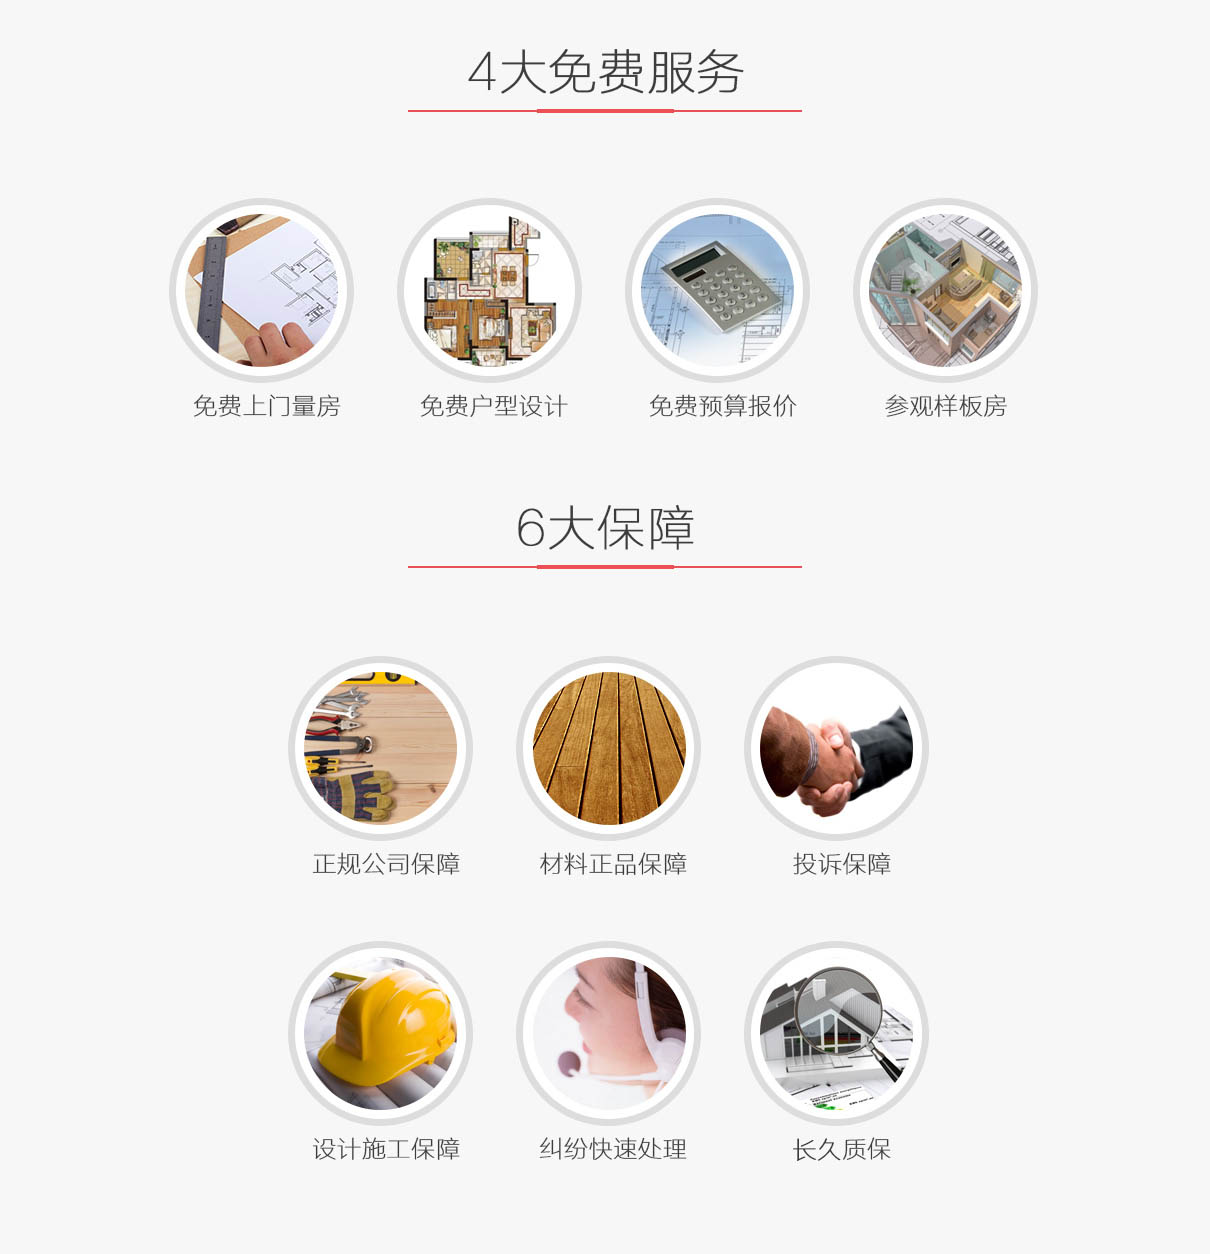 4大免费服务
免费上门量房
免费户型设计
免费预算报价
参观样板房
6大保障
正规公司保障
材料正品保障
投诉保障
设计施工保障
纠纷快速处理
长久质保